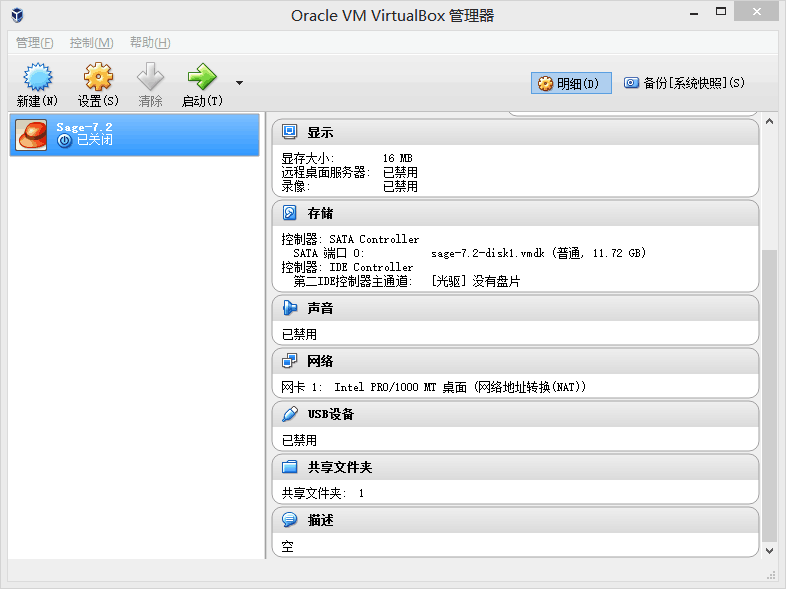 Oracle VM VirtualBox 管理器
管理(F) 控制(M) 帮助(H)
新建(N) 设置(S) 清除 启动(T) 明细(D) 备份[系统快照](S)
Sage-7.2
已关闭
显示
显存大小: 16 MB
远程桌面服务器: 已禁用
录像: 已禁用
存储
控制器: SATA Controller
SATA 端口 0: sage-7.2-disk1.vmdk (普通, 11.72 GB)
控制器: IDE Controller
第二IDE控制器主通道: [光驱] 没有盘片
声音
已禁用
网络
网卡 1: Intel PRO/1000 MT 桌面 (网络地址转换(NAT))
USB设备
已禁用
共享文件夹
共享文件夹: 1
描述
空